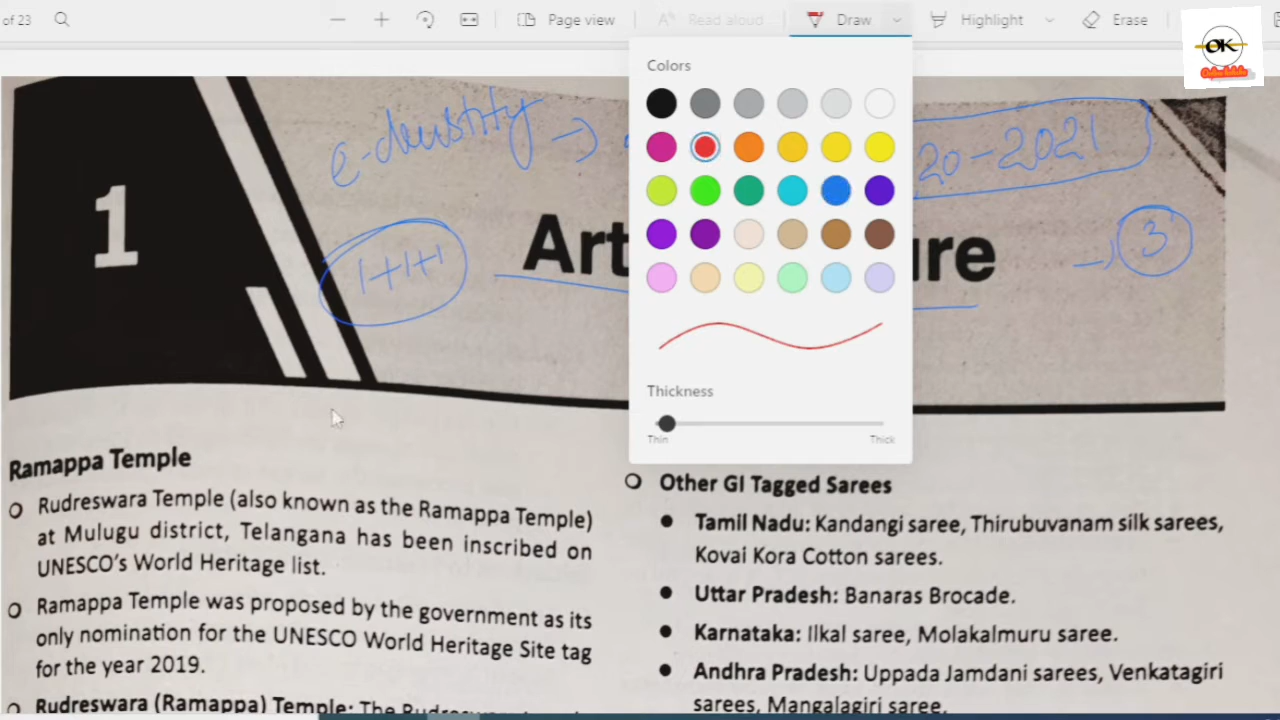 of 23
Page view
Read aloud
Draw
Highlight
Erase
OK
Colors
1
e-dentity → 
20-2021
Art
ure
1+1+1
→ 3
Thickness
Thin
Thick
Ramappa Temple
Rudreswara Temple (also known as the Ramappa Temple)
at Mulugu district, Telangana has been inscribed on
UNESCO's World Heritage list.
Ramappa Temple was proposed by the government as its
only nomination for the UNESCO World Heritage Site tag
for the year 2019.
Rudreswara (Ramappa) Temple: The
Other GI Tagged Sarees
Tamil Nadu: Kandangi saree, Thirubuvanam silk sarees,
Kovai Kora Cotton sarees.
Uttar Pradesh: Banaras Brocade.
Karnataka: Ilkal saree, Molakalmuru saree.
Andhra Pradesh: Uppada Jamdani sarees, Venkatagiri
sarees, Mangalagiri saree.